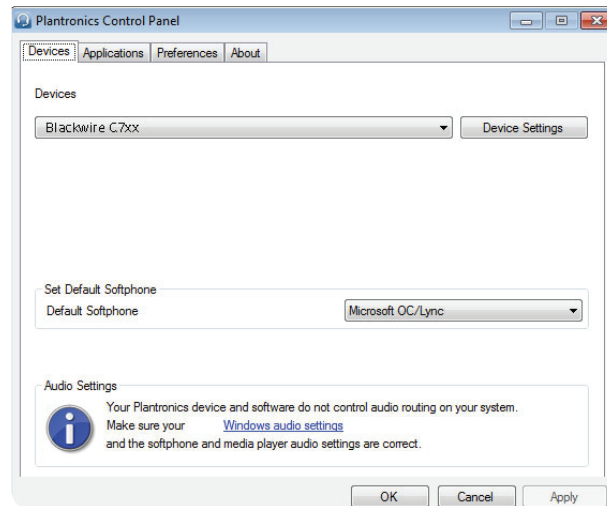 Plantronics Control Panel
Devices Applications Preferences About
Devices
Blackwire C7xx Device Settings
Set Default Softphone
Default Softphone Microsoft OC/Lync
Audio Settings
Your Plantronics device and software do not control audio routing on your system.
Make sure your Windows audio settings
and the softphone and media player audio settings are correct.
OK Cancel Apply